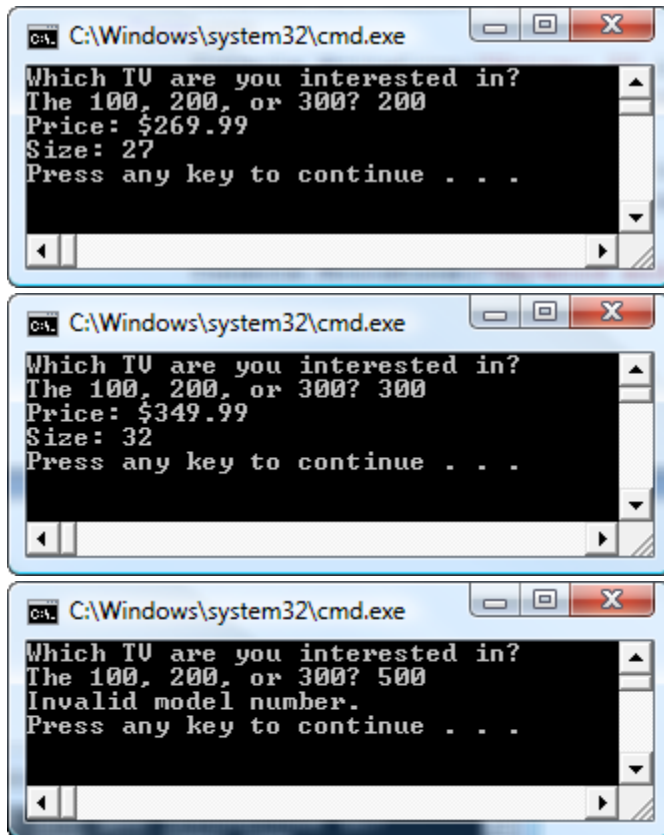 C:\Windows\system32\cmd.exe
Which TV are you interested in?
The 100, 200, or 300? 200
Price: $269.99
Size: 27
Press any key to continue . . .
C:\Windows\system32\cmd.exe
Which TV are you interested in?
The 100, 200, or 300? 300
Price: $349.99
Size: 32
Press any key to continue . . .
C:\Windows\system32\cmd.exe
Which TV are you interested in?
The 100, 200, or 300? 500
Invalid model number.
Press any key to continue . . .